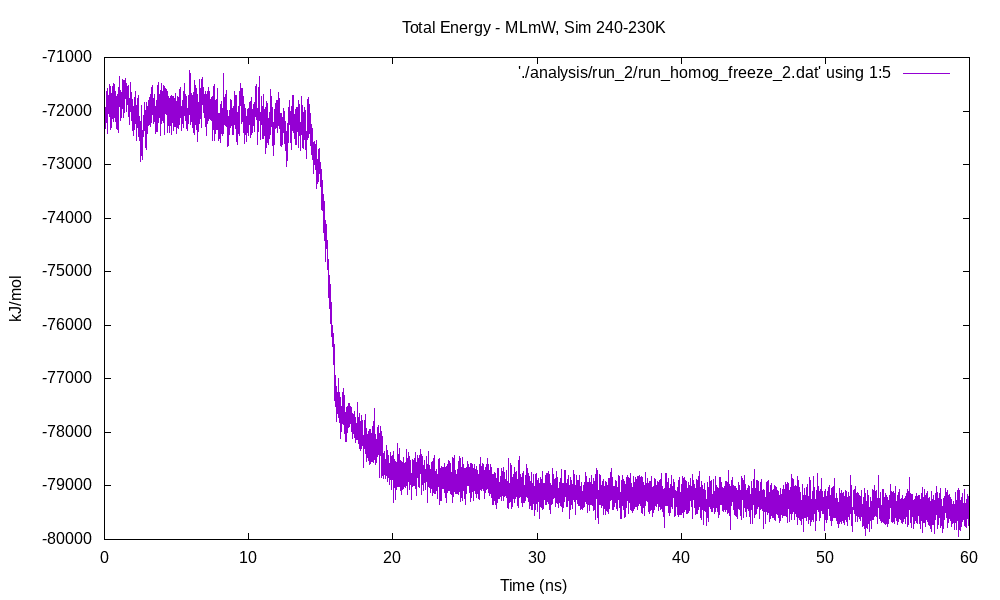 Total Energy - MLmW, Sim 240-230K
'./analysis/run_2/run_homog_freeze_2.dat' using 1:5
-71000
-72000
-73000
-74000
-75000
-76000
-77000
-78000
-79000
-80000
kJ/mol
0 10 20 30 40 50 60
Time (ns)